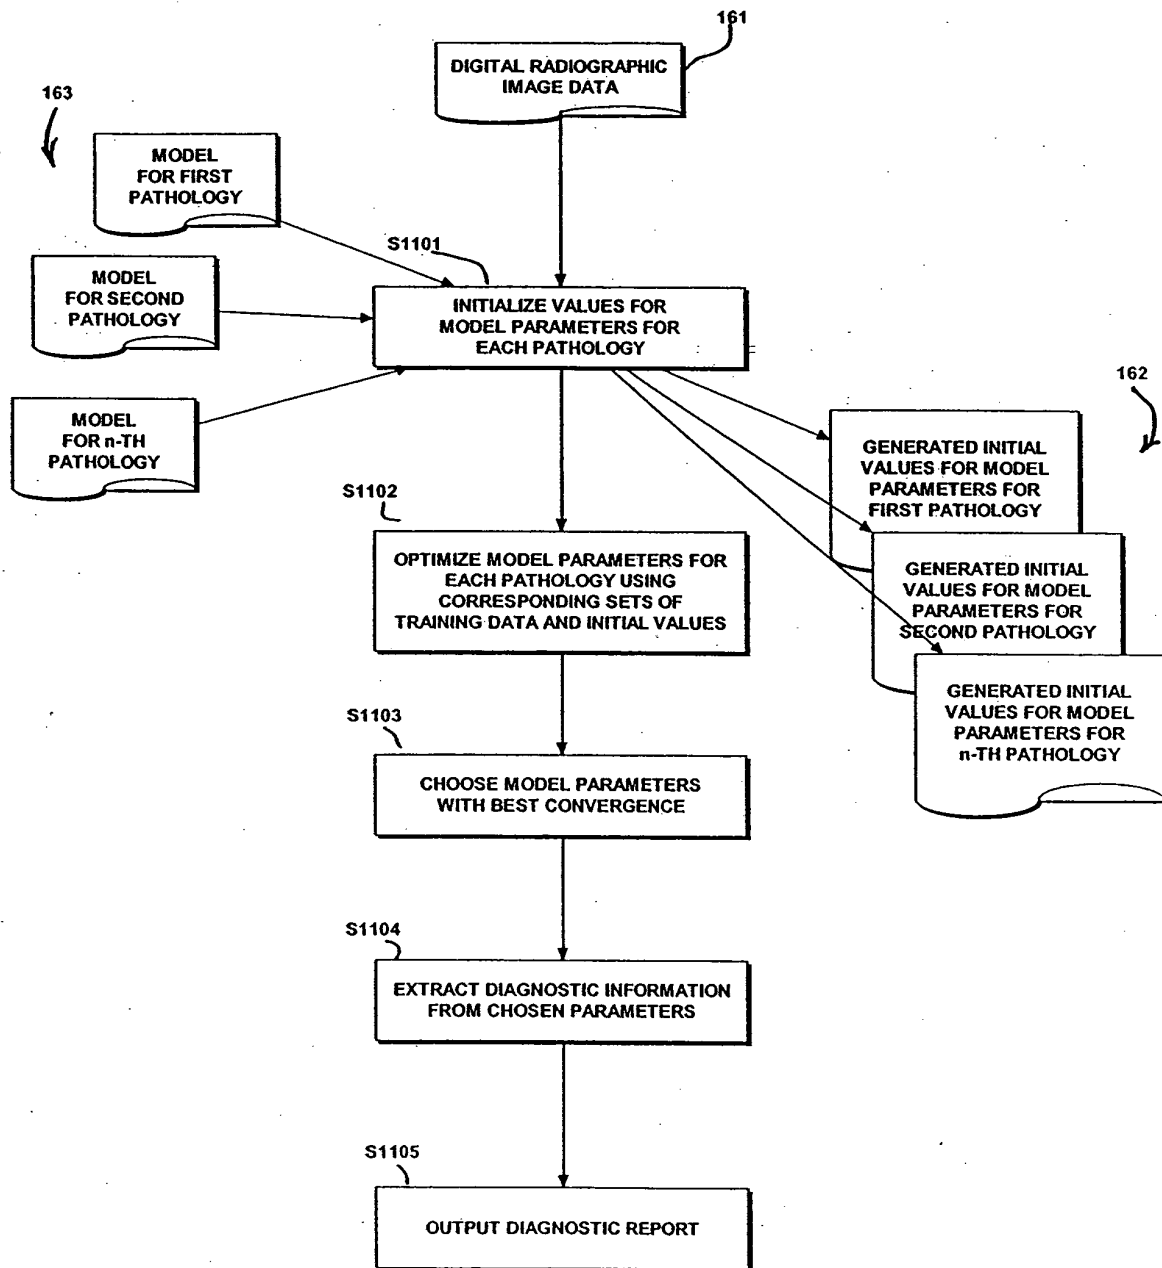 161
DIGITAL RADIOGRAPHIC
IMAGE DATA
163
MODEL
FOR FIRST
PATHOLOGY
S1101
MODEL
FOR SECOND
PATHOLOGY
INITIALIZE VALUES FOR
MODEL PARAMETERS FOR
EACH PATHOLOGY
MODEL
FOR n-TH
PATHOLOGY
162
GENERATED INITIAL
VALUES FOR MODEL
PARAMETERS FOR
FIRST PATHOLOGY
S1102
OPTIMIZE MODEL PARAMETERS FOR
EACH PATHOLOGY USING
CORRESPONDING SETS OF
TRAINING DATA AND INITIAL VALUES
GENERATED INITIAL
VALUES FOR MODEL
PARAMETERS FOR
SECOND PATHOLOGY
GENERATED INITIAL
VALUES FOR MODEL
PARAMETERS FOR
n-TH PATHOLOGY
S1103
CHOOSE MODEL PARAMETERS
WITH BEST CONVERGENCE
S1104
EXTRACT DIAGNOSTIC INFORMATION
FROM CHOSEN PARAMETERS
S1105
OUTPUT DIAGNOSTIC REPORT